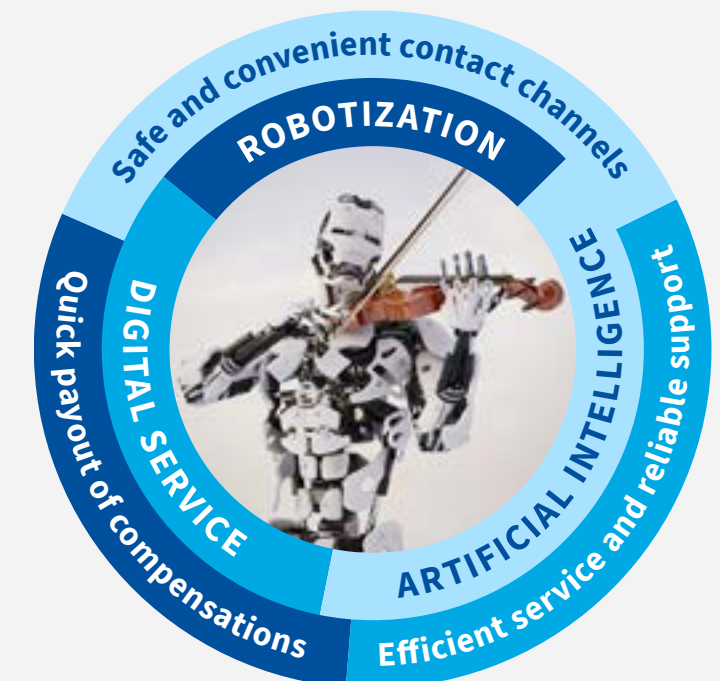 Safe and convenient contact channels
ROBOTIZATION
DIGITAL SERVICE
ARTIFICIAL INTELLIGENCE
Quick payout of compensations
Efficient service and reliable support